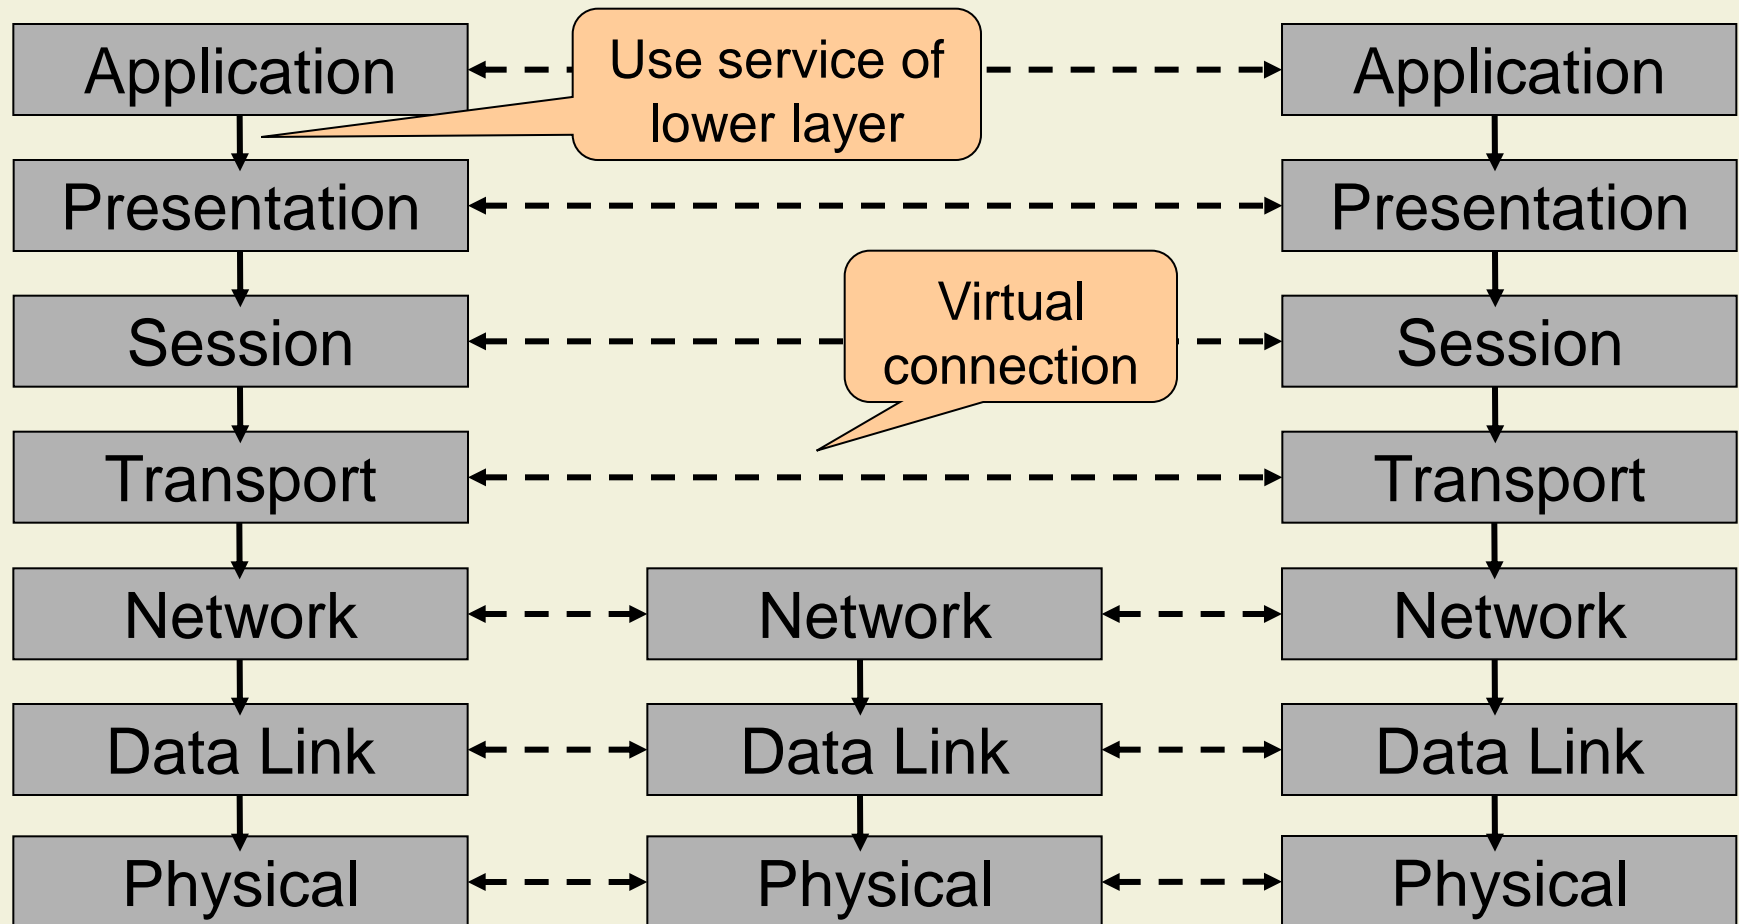 Application
Use service of
lower layer
Application
Presentation
Presentation
Session
Virtual
connection
Session
Transport
Transport
Network
Network
Network
Data Link
Data Link
Data Link
Physical
Physical
Physical